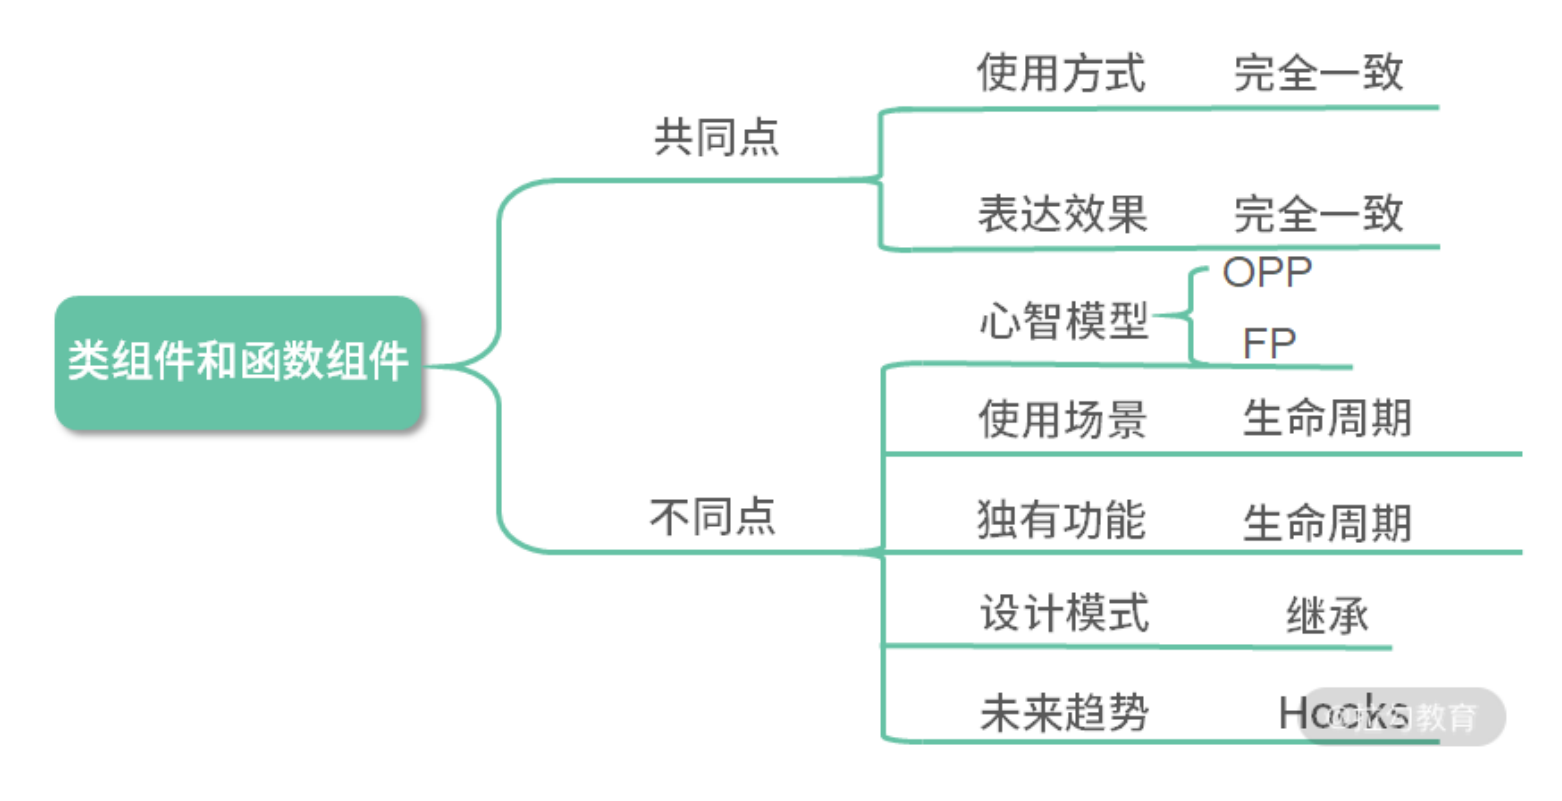 使用方式 完全一致
共同点
表达效果 完全一致
OPP
心智模型
FP
类组件和函数组件
使用场景 生命周期
不同点
独有功能 生命周期
设计模式 继承
未来趋势 Hooks
@拉勾教育